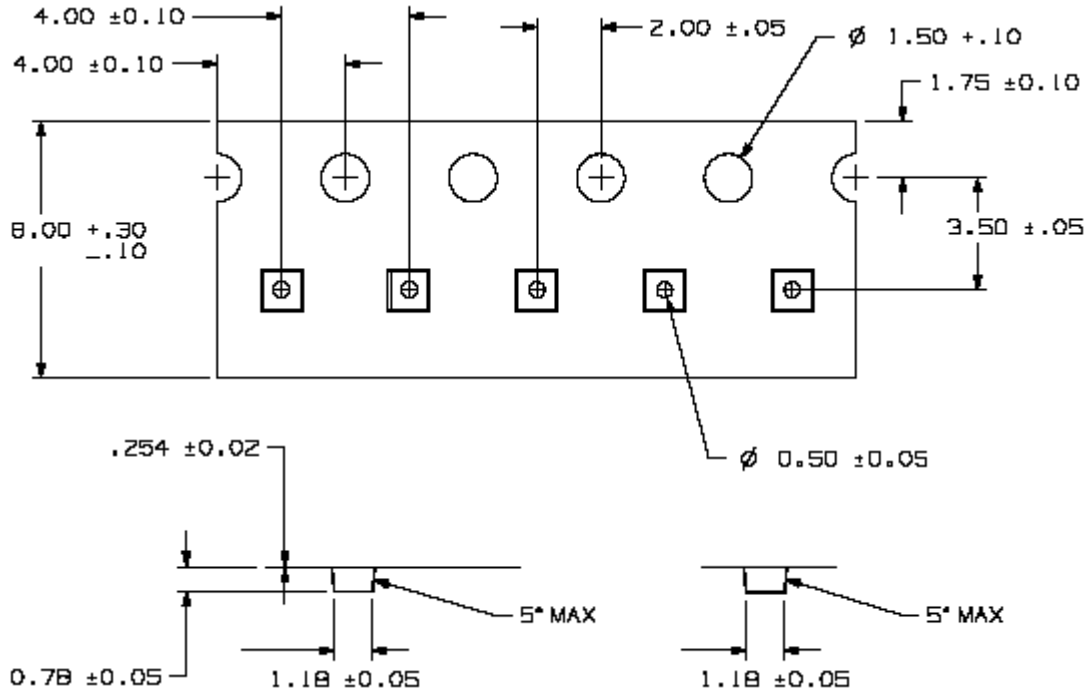 4.00 ±0.10
2.00 ±.05
Ø 1.50 +.10
4.00 ±0.10
1.75 ±0.10
8.00 +.30
-.10
3.50 ±.05
.254 ±0.02
Ø 0.50 ±0.05
5° MAX
5° MAX
0.78 ±0.05
1.18 ±0.05
1.18 ±0.05